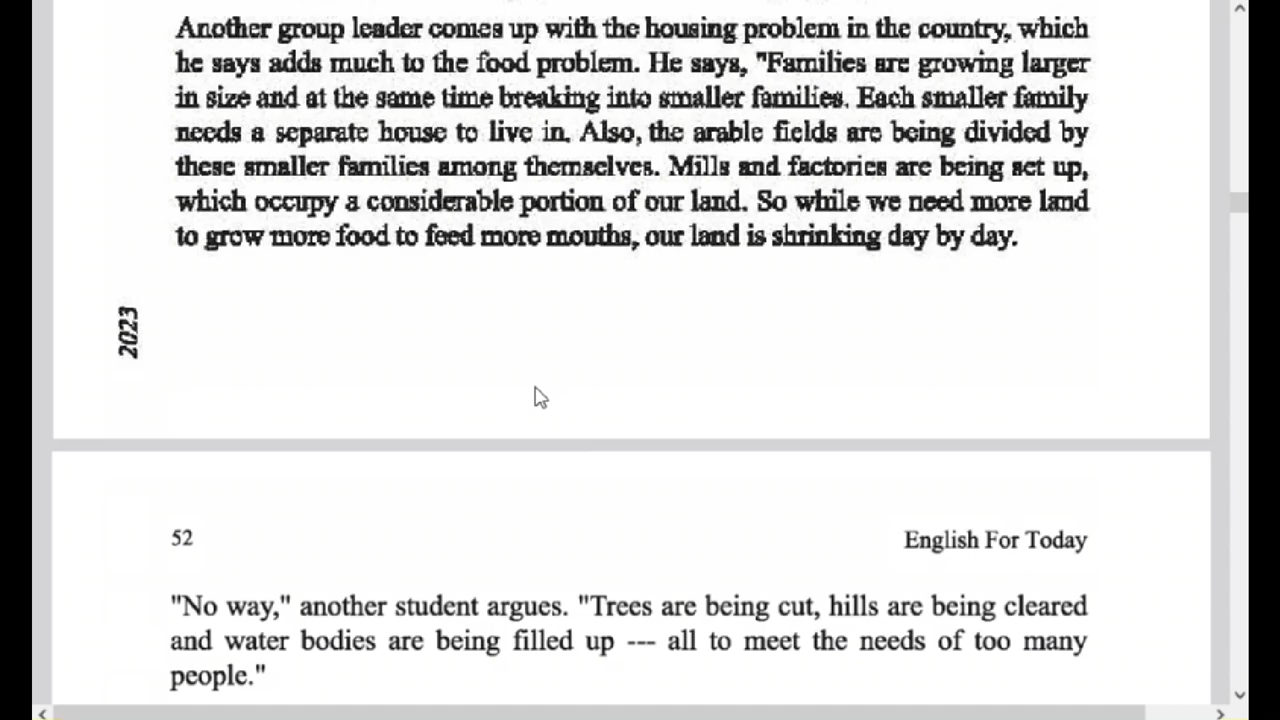 Another group leader comes up with the housing problem in the country, which
he says adds much to the food problem. He says, "Families are growing larger
in size and at the same time breaking into smaller families. Each smaller family
needs a separate house to live in. Also, the arable fields are being divided by
these smaller families among themselves. Mills and factories are being set up,
which occupy a considerable portion of our land. So while we need more land
to grow more food to feed more mouths, our land is shrinking day by day.
2023
52
English For Today
"No way," another student argues. "Trees are being cut, hills are being cleared
and water bodies are being filled up --- all to meet the needs of too many
people."